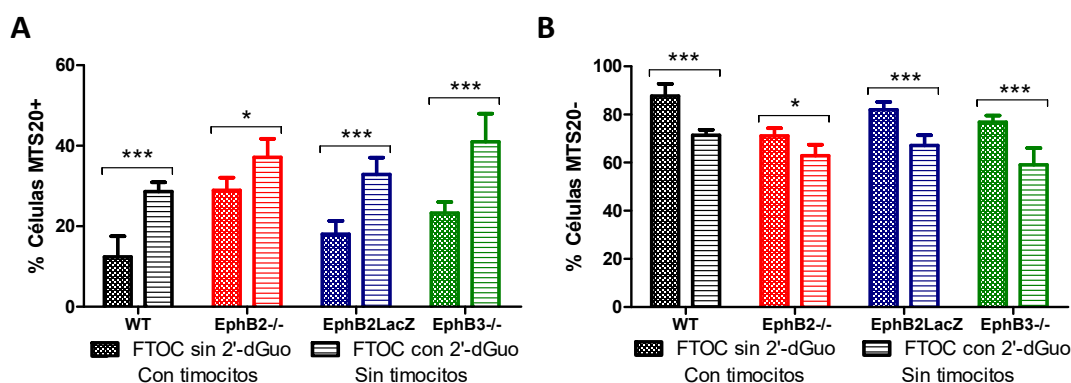 A
% Células MTS20+
60
40
20
0
***
*
***
***
WT
EphB2-/-
EphB2LacZ
EphB3-/-
FTOC sin 2'-dGuo
FTOC con 2'-dGuo
Con timocitos
Sin timocitos
B
% Células MTS20-
100
80
60
40
20
0
***
*
***
***
WT
EphB2-/-
EphB2LacZ
EphB3-/-
FTOC sin 2'-dGuo
FTOC con 2'-dGuo
Con timocitos
Sin timocitos